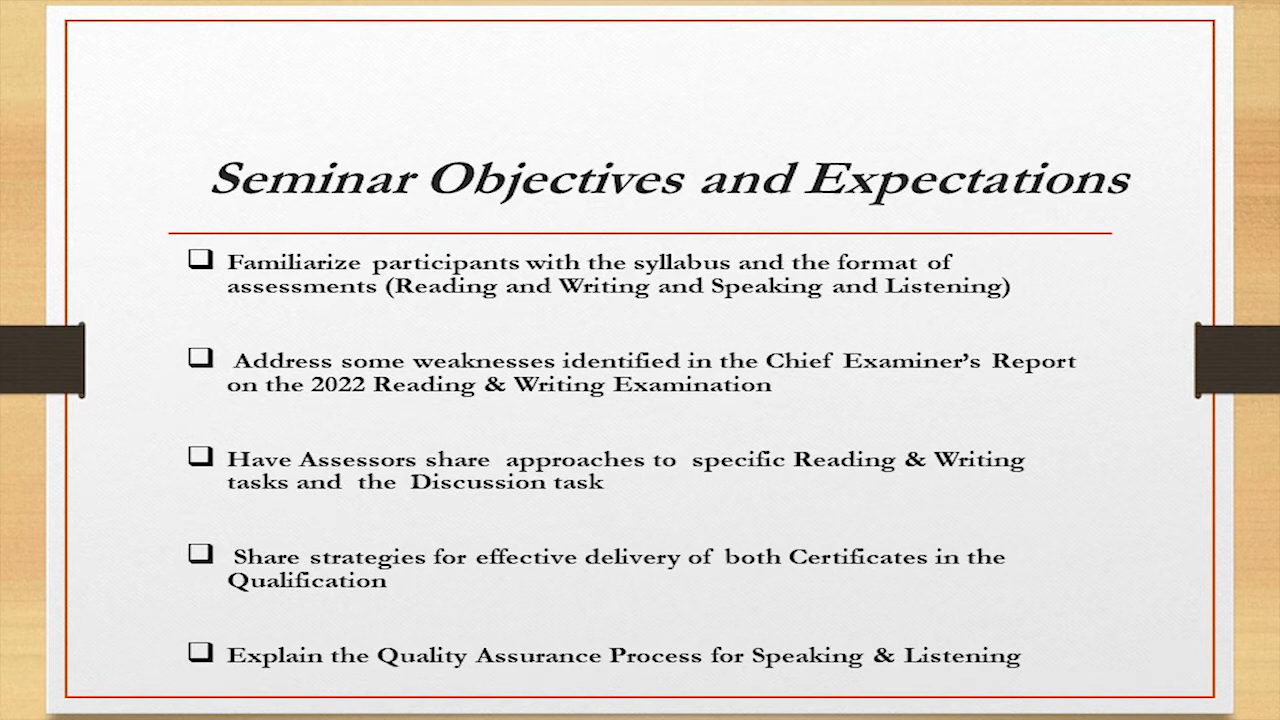 Seminar Objectives and Expectations
❑ Familiarize participants with the syllabus and the format of
assessments (Reading and Writing and Speaking and Listening)
❑ Address some weaknesses identified in the Chief Examiner’s Report
on the 2022 Reading & Writing Examination
❑ Have Assessors share approaches to specific Reading & Writing
tasks and the Discussion task
❑ Share strategies for effective delivery of both Certificates in the
Qualification
❑ Explain the Quality Assurance Process for Speaking & Listening